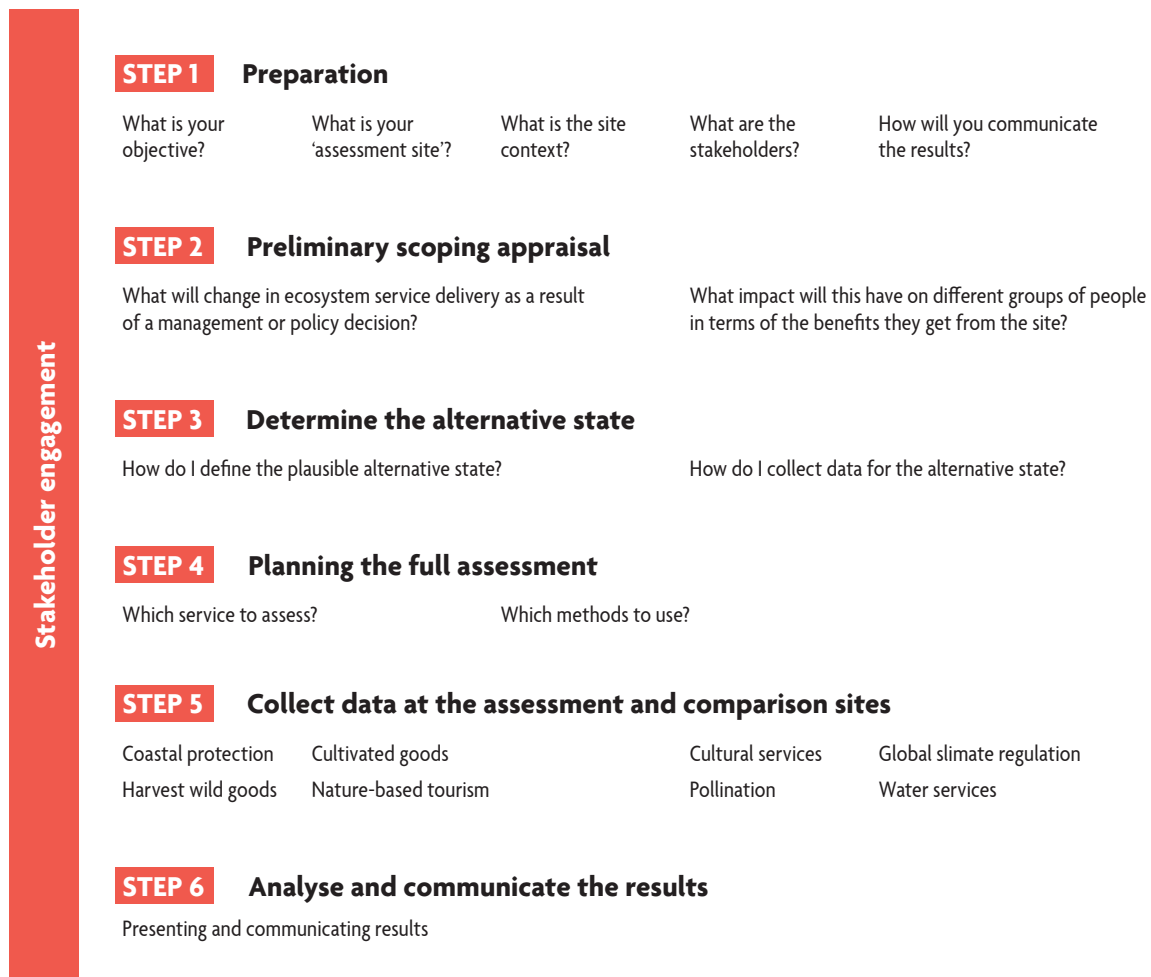 Stakeholder engagement
STEP 1 Preparation
What is your
objective?
What is your
‘assessment site’?
What is the site
context?
What are the
stakeholders?
How will you communicate
the results?
STEP 2 Preliminary scoping appraisal
What will change in ecosystem service delivery as a result
of a management or policy decision?
What impact will this have on different groups of people
in terms of the benefits they get from the site?
STEP 3 Determine the alternative state
How do I define the plausible alternative state?
How do I collect data for the alternative state?
STEP 4 Planning the full assessment
Which service to assess?
Which methods to use?
STEP 5 Collect data at the assessment and comparison sites
Coastal protection
Cultivated goods
Cultural services
Global slimate regulation
Harvest wild goods
Nature-based tourism
Pollination
Water services
STEP 6 Analyse and communicate the results
Presenting and communicating results